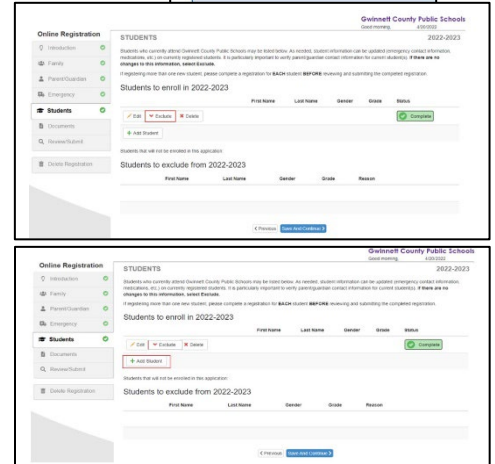 Gwinnett County Public Schools
Good morning, 4/20/2022
Online Registration
STUDENTS
2022-2023
Introduction
Family
Parent/Guardian
Emergency
Students
Documents
Review/Submit
Delete Registration
Students who currently attend Gwinnett County Public Schools may be listed below. As needed, student information can be updated (emergency contact information,
medications, etc.) on currently registered students. It is particularly important to verify parent/guardian contact information for current student(s). If there are no
changes to this information, select Exclude.
If registering more than one new student, please complete a registration for EACH student BEFORE reviewing and submitting the completed registration.
Students to enroll in 2022-2023
First Name Last Name Gender Grade Status
Edit Exclude Delete Complete
+ Add Student
Students that will not be enrolled in this application:
Students to exclude from 2022-2023
First Name Last Name Gender Grade Reason
< Previous Save And Continue >
Gwinnett County Public Schools
Good morning, 4/20/2022
Online Registration
STUDENTS
2022-2023
Introduction
Family
Parent/Guardian
Emergency
Students
Documents
Review/Submit
Delete Registration
Students who currently attend Gwinnett County Public Schools may be listed below. As needed, student information can be updated (emergency contact information,
medications, etc.) on currently registered students. It is particularly important to verify parent/guardian contact information for current student(s). If there are no
changes to this information, select Exclude.
If registering more than one new student, please complete a registration for EACH student BEFORE reviewing and submitting the completed registration.
Students to enroll in 2022-2023
First Name Last Name Gender Grade Status
Edit Exclude Delete Complete
+ Add Student
Students that will not be enrolled in this application:
Students to exclude from 2022-2023
First Name Last Name Gender Grade Reason
< Previous Save And Continue >